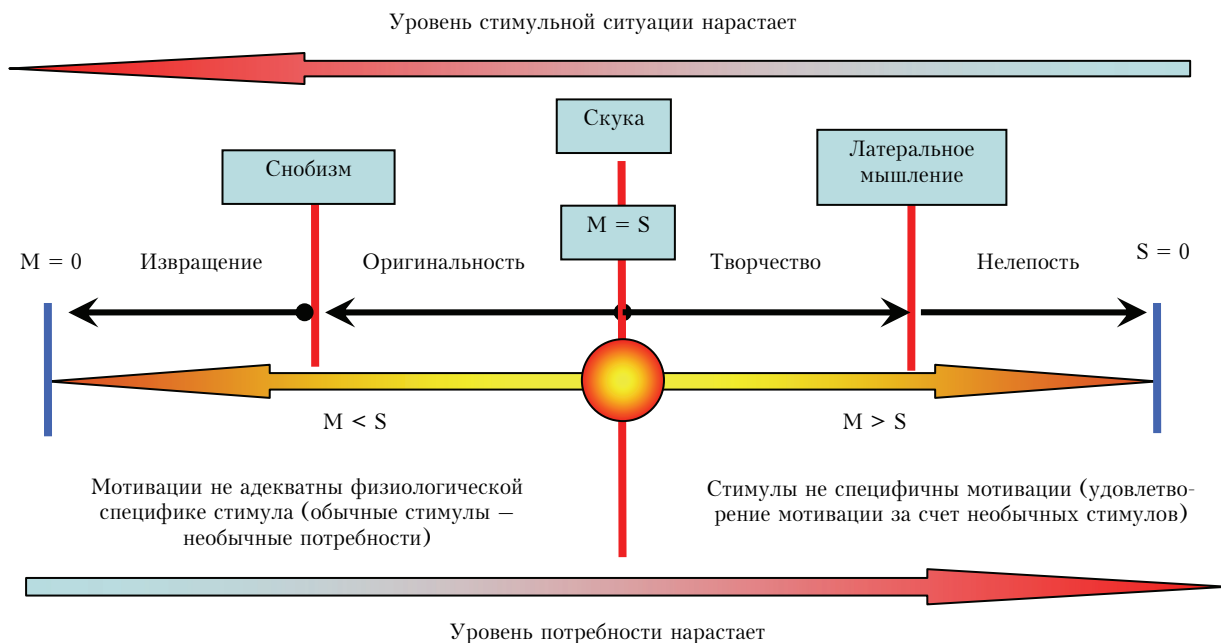 Уровень стимульной ситуации нарастает
Скука
Снобизм
Латеральное
мышление
M = S
M = 0
Извращение
Оригинальность
Творчество
Нелепость
S = 0
M < S
M > S
Мотивации не адекватны физиологической
специфике стимула (обычные стимулы –
необычные потребности)
Стимулы не специфичны мотивации (удовлетво-
рение мотивации за счет необычных стимулов)
Уровень потребности нарастает